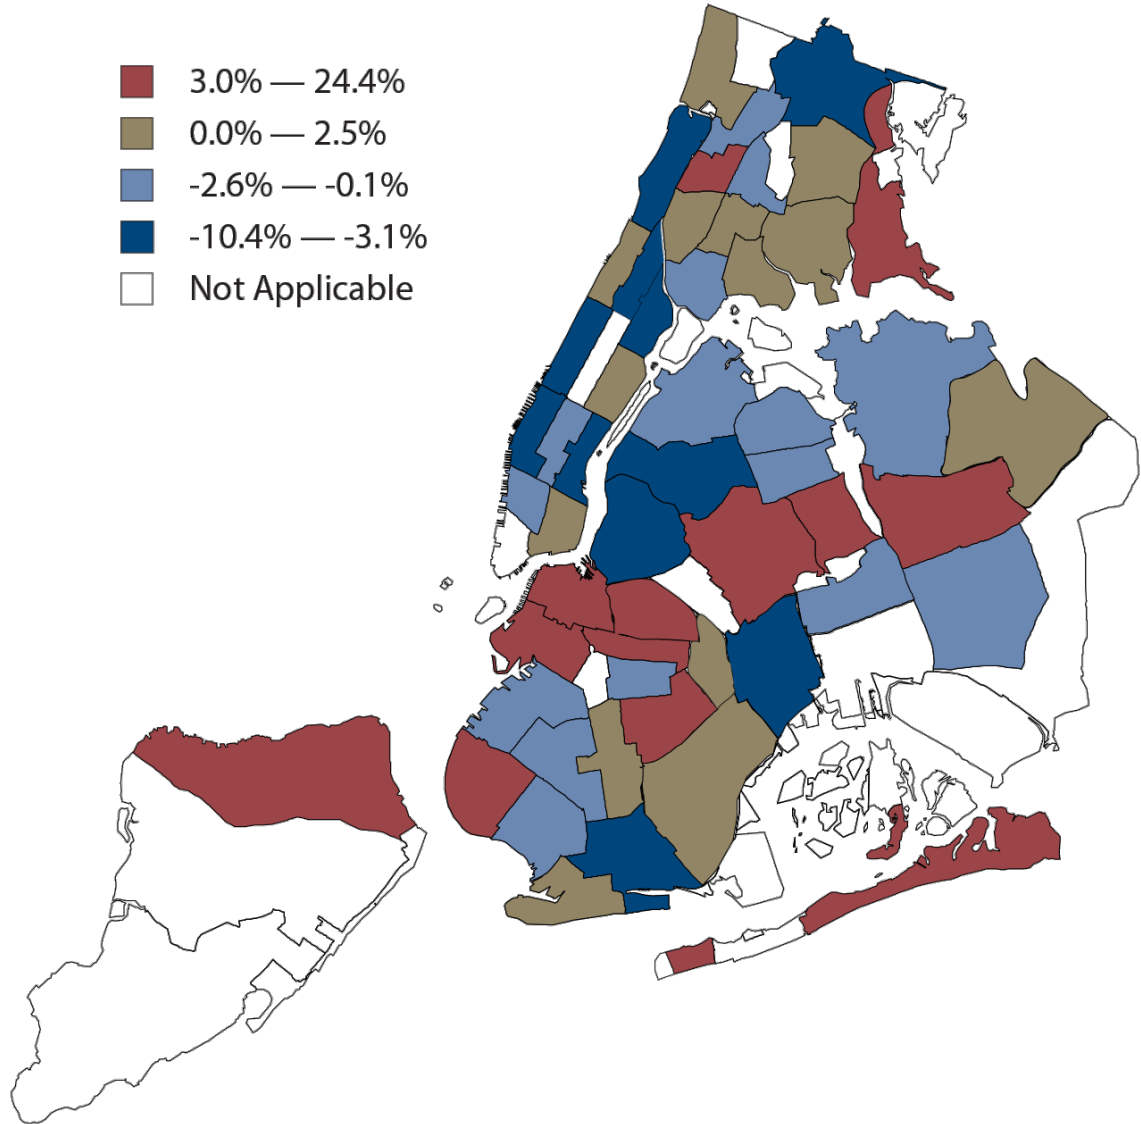 3.0% — 24.4%
0.0% — 2.5%
-2.6% — -0.1%
-10.4% — -3.1%
Not Applicable